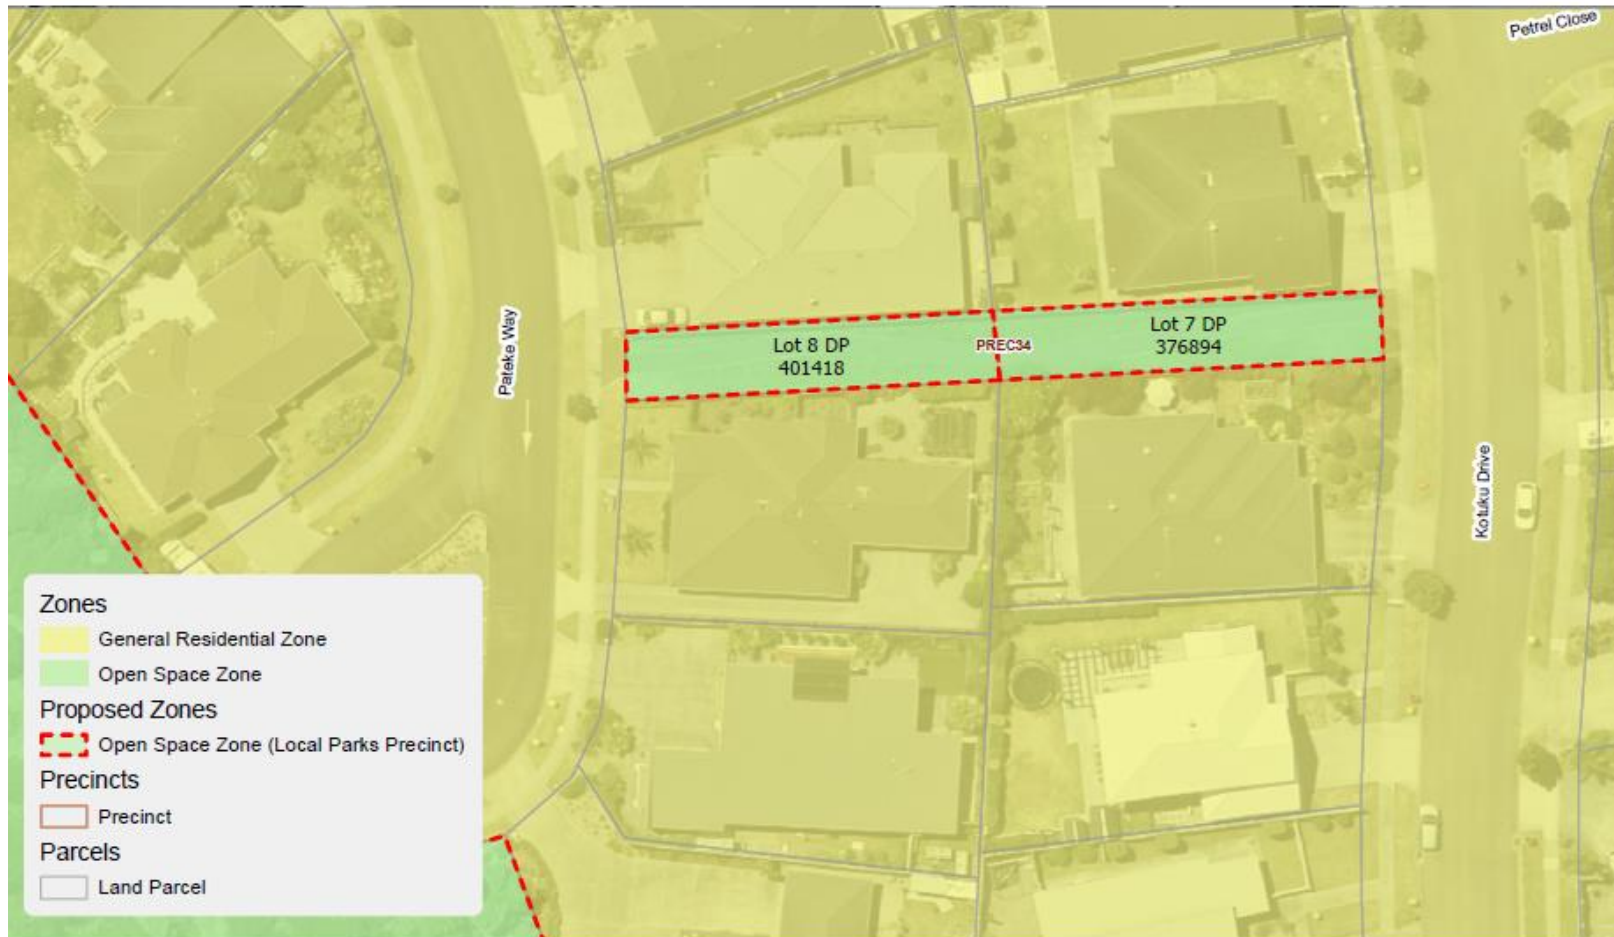 Petrel Close
Pateke Way
Lot 8 DP
401418
PREC34
Lot 7 DP
376894
Kotuku Drive
Zones
General Residential Zone
Open Space Zone
Proposed Zones
Open Space Zone (Local Parks Precinct)
Precincts
Precinct
Parcels
Land Parcel